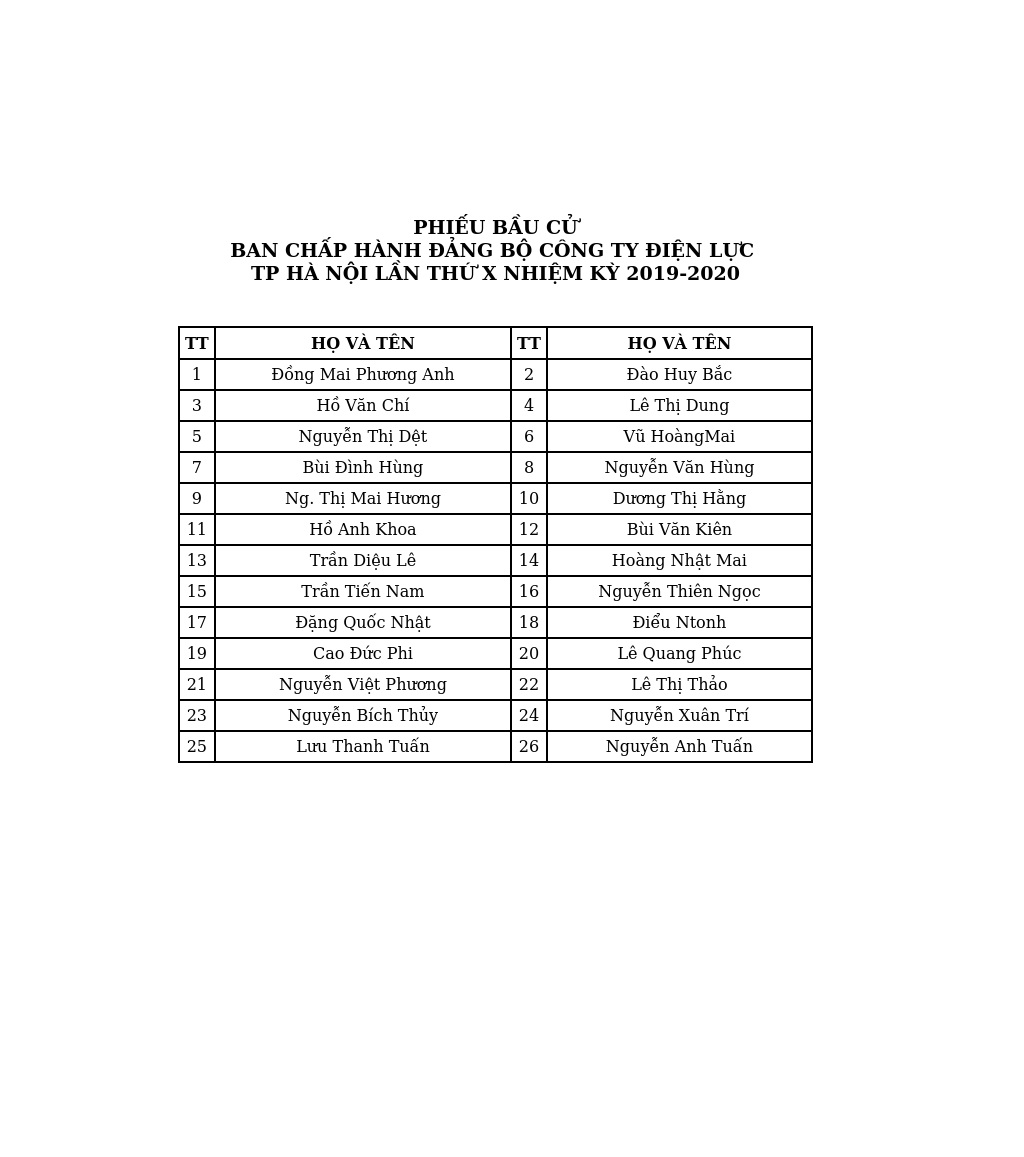 PHIẾU BẦU CỬ
BAN CHẤP HÀNH ĐẢNG BỘ CÔNG TY ĐIỆN LỰC
TP HÀ NỘI LẦN THỨ X NHIỆM KỲ 2019-2020
TT HỌ VÀ TÊN TT HỌ VÀ TÊN
1 Đồng Mai Phương Anh 2 Đào Huy Bắc
3 Hồ Văn Chí 4 Lê Thị Dung
5 Nguyễn Thị Dệt 6 Vũ HoàngMai
7 Bùi Đình Hùng 8 Nguyễn Văn Hùng
9 Ng. Thị Mai Hương 10 Dương Thị Hằng
11 Hồ Anh Khoa 12 Bùi Văn Kiên
13 Trần Diệu Lê 14 Hoàng Nhật Mai
15 Trần Tiến Nam 16 Nguyễn Thiên Ngọc
17 Đặng Quốc Nhật 18 Điểu Ntonh
19 Cao Đức Phi 20 Lê Quang Phúc
21 Nguyễn Việt Phương 22 Lê Thị Thảo
23 Nguyễn Bích Thủy 24 Nguyễn Xuân Trí
25 Lưu Thanh Tuấn 26 Nguyễn Anh Tuấn